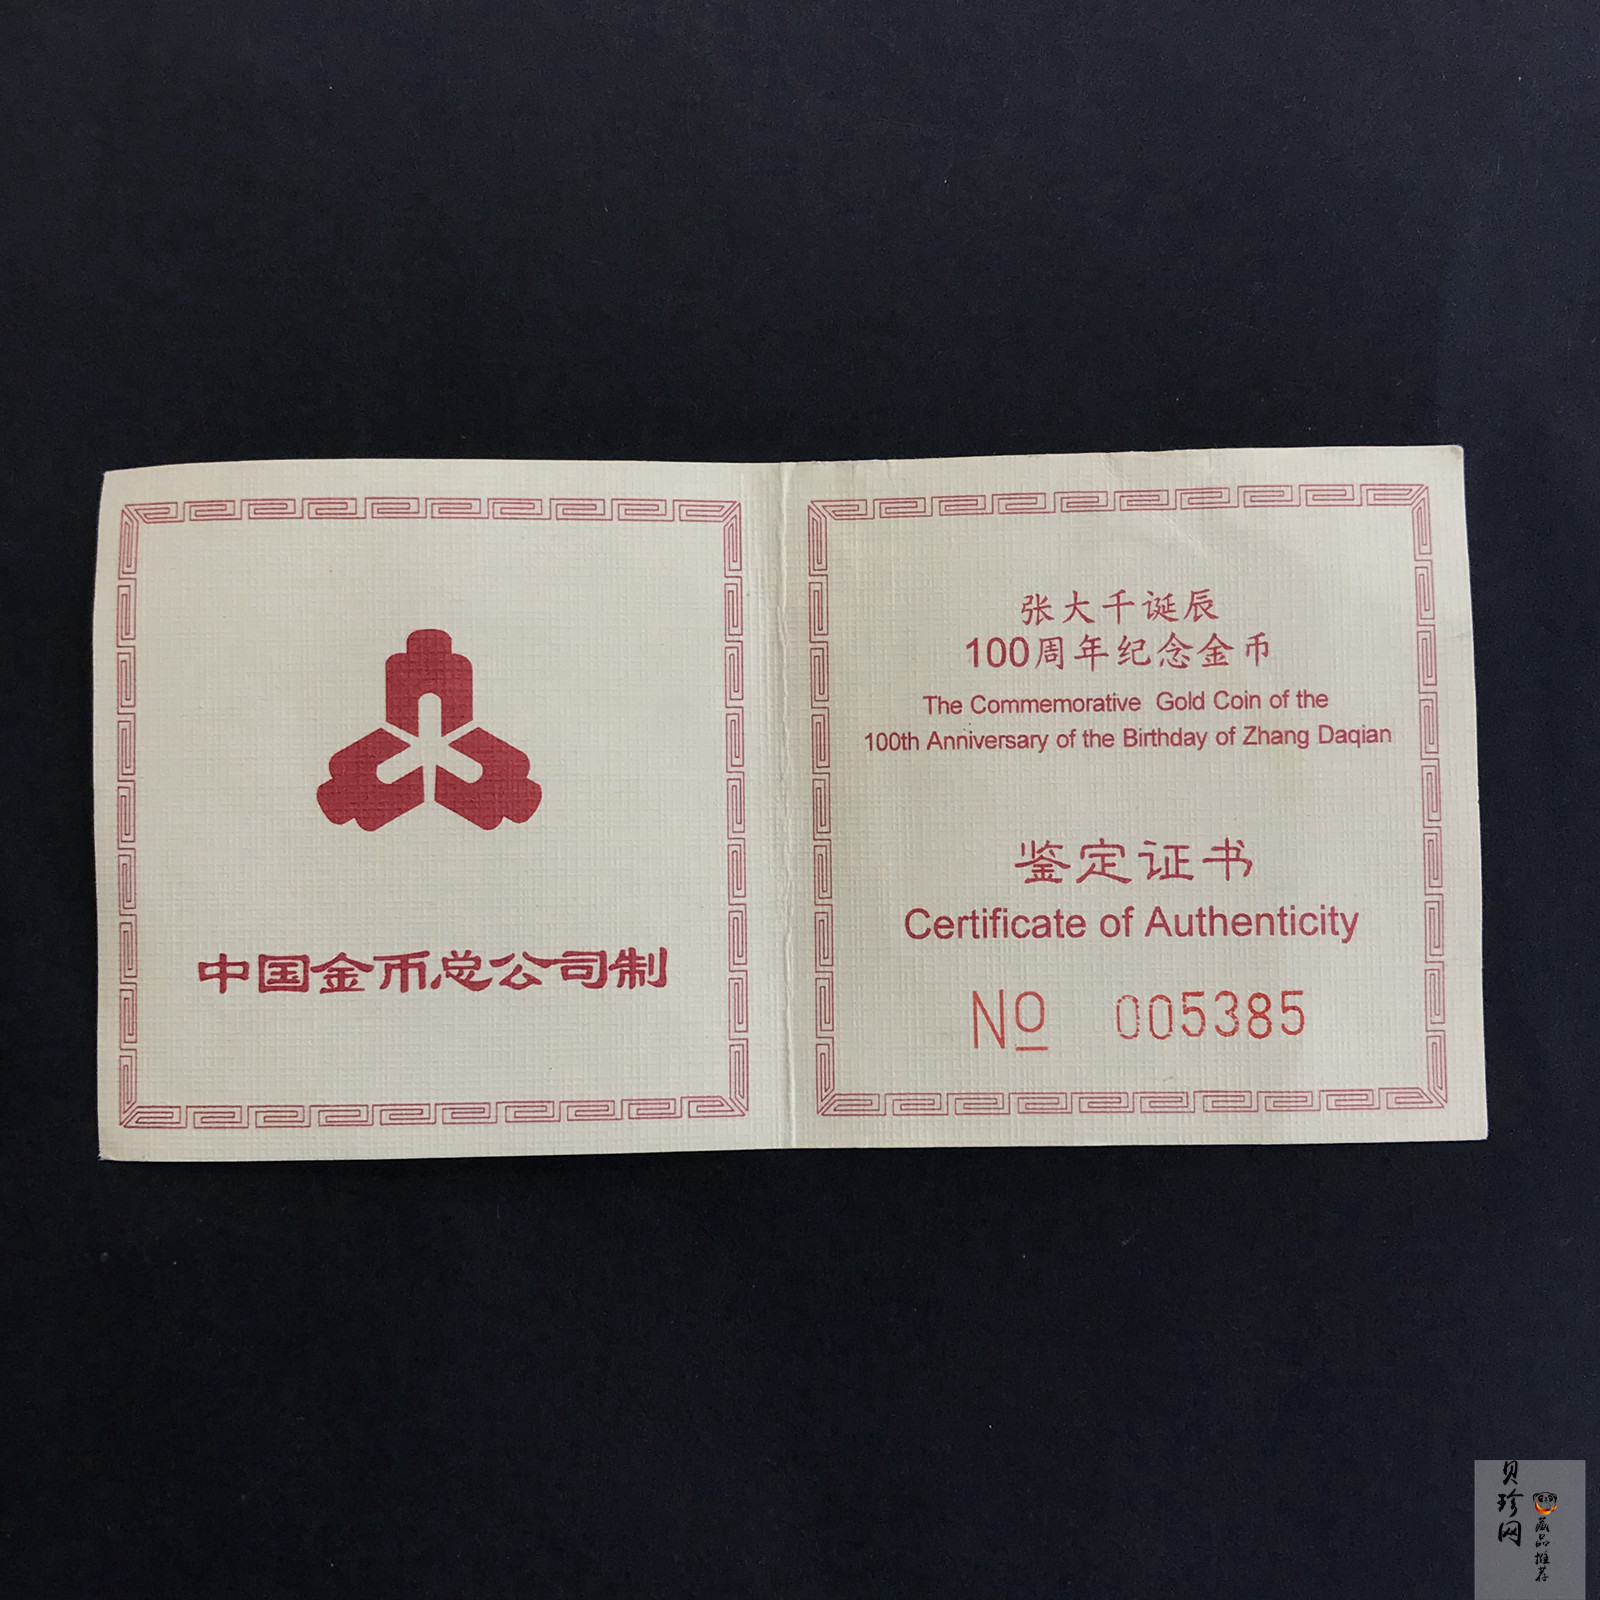 中国金币总公司制
张大千诞辰
100周年纪念金币
The Commemorative Gold Coin of the
100th Anniversary of the Birthday of Zhang Daqian
鉴定证书
Certificate of Authenticity
No 005385
贝珍网
藏品推荐